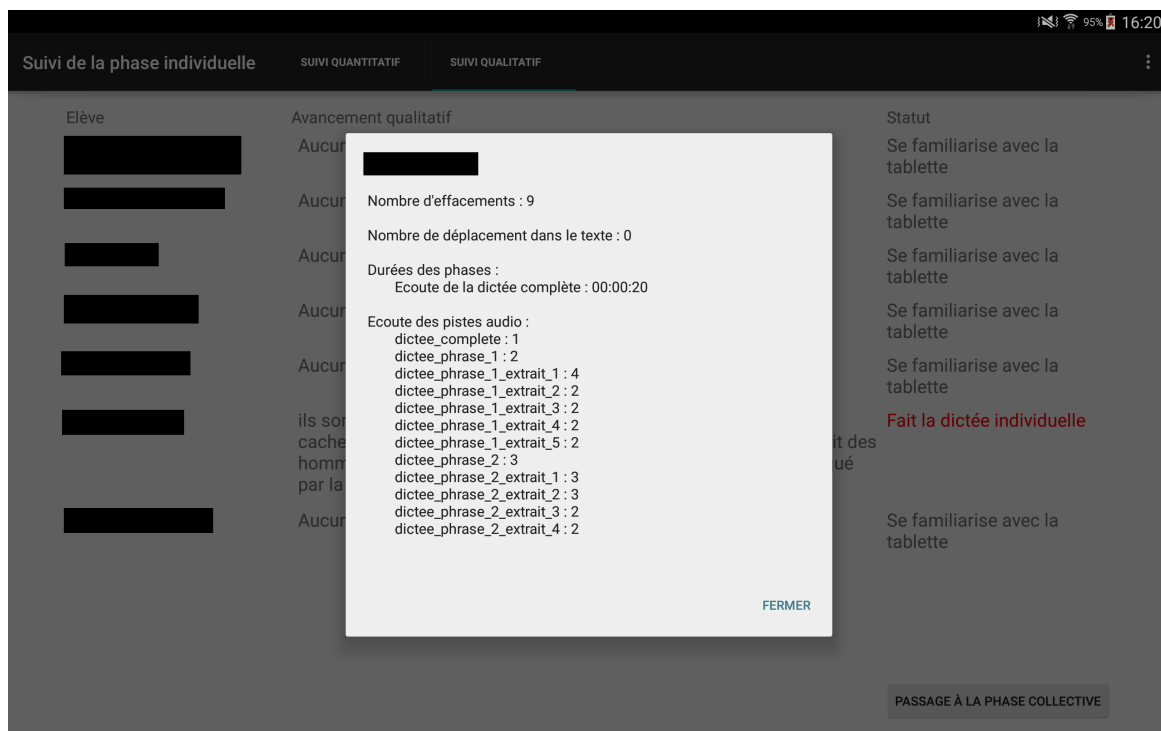 95% 16:20
Suivi de la phase individuelle SUIVI QUANTITATIF SUIVI QUALITATIF
Elève Avancement qualitatif Statut
Se familiarise avec la
tablette
Se familiarise avec la
tablette
Se familiarise avec la
tablette
Se familiarise avec la
tablette
Se familiarise avec la
tablette
ils Fait la dictée individuelle
des
par la
Se familiarise avec la
tablette
Nombre d'effacements : 9
Nombre de déplacement dans le texte : 0
Durées des phases :
Ecoute de la dictée complète : 00:00:20
Ecoute des pistes audio :
dictee_complete : 1
dictee_phrase_1 : 2
dictee_phrase_1_extrait_1 : 4
dictee_phrase_1_extrait_2 : 2
dictee_phrase_1_extrait_3 : 2
dictee_phrase_1_extrait_4 : 2
dictee_phrase_1_extrait_5 : 2
dictee_phrase_2 : 3
dictee_phrase_2_extrait_1 : 3
dictee_phrase_2_extrait_2 : 3
dictee_phrase_2_extrait_3 : 2
dictee_phrase_2_extrait_4 : 2
FERMER
PASSAGE À LA PHASE COLLECTIVE